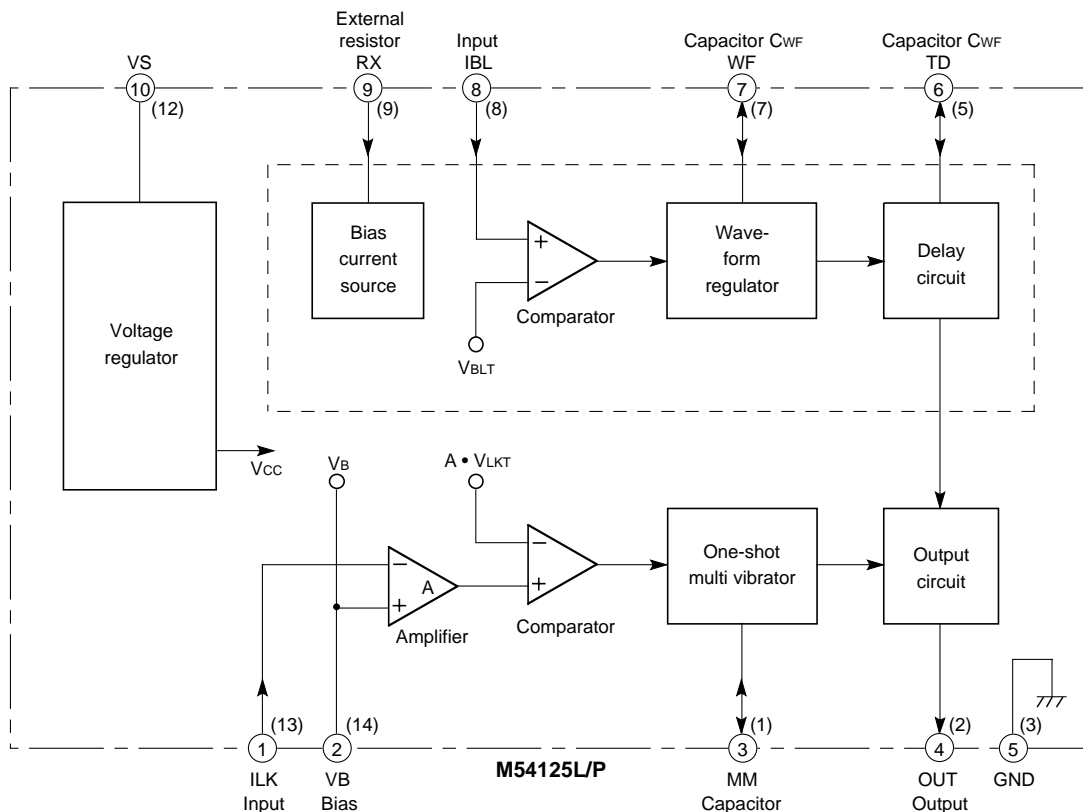 External
resistor
RX
Input
IBL
Capacitor CWF
WF
Capacitor CWF
TD
VS
10
(12)
9
(9)
8
(8)
7
(7)
6
(5)
Voltage
regulator
Bias
current
source
+
−
Comparator
VBLT
Wave-
form
regulator
Delay
circuit
VCC
VB
A • VLKT
−
+
A
Amplifier
−
+
Comparator
One-shot
multi vibrator
Output
circuit
1
(13)
2
(14)
3
(1)
4
(2)
5
(3)
ILK
Input
VB
Bias
M54125L/P
MM
Capacitor
OUT
Output
GND